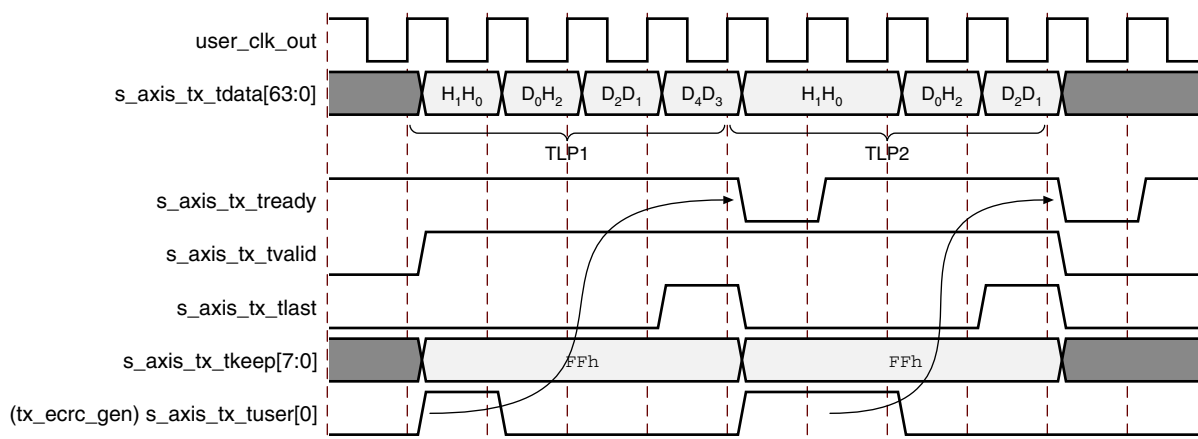 user_clk_out
s_axis_tx_tdata[63:0] H₁H₀ D₀H₂ D₂D₁ D₄D₃ H₁H₀ D₀H₂ D₂D₁
TLP1 TLP2
s_axis_tx_tready
s_axis_tx_tvalid
s_axis_tx_tlast
s_axis_tx_tkeep[7:0] FFh FFh
(tx_ecrc_gen) s_axis_tx_tuser[0]